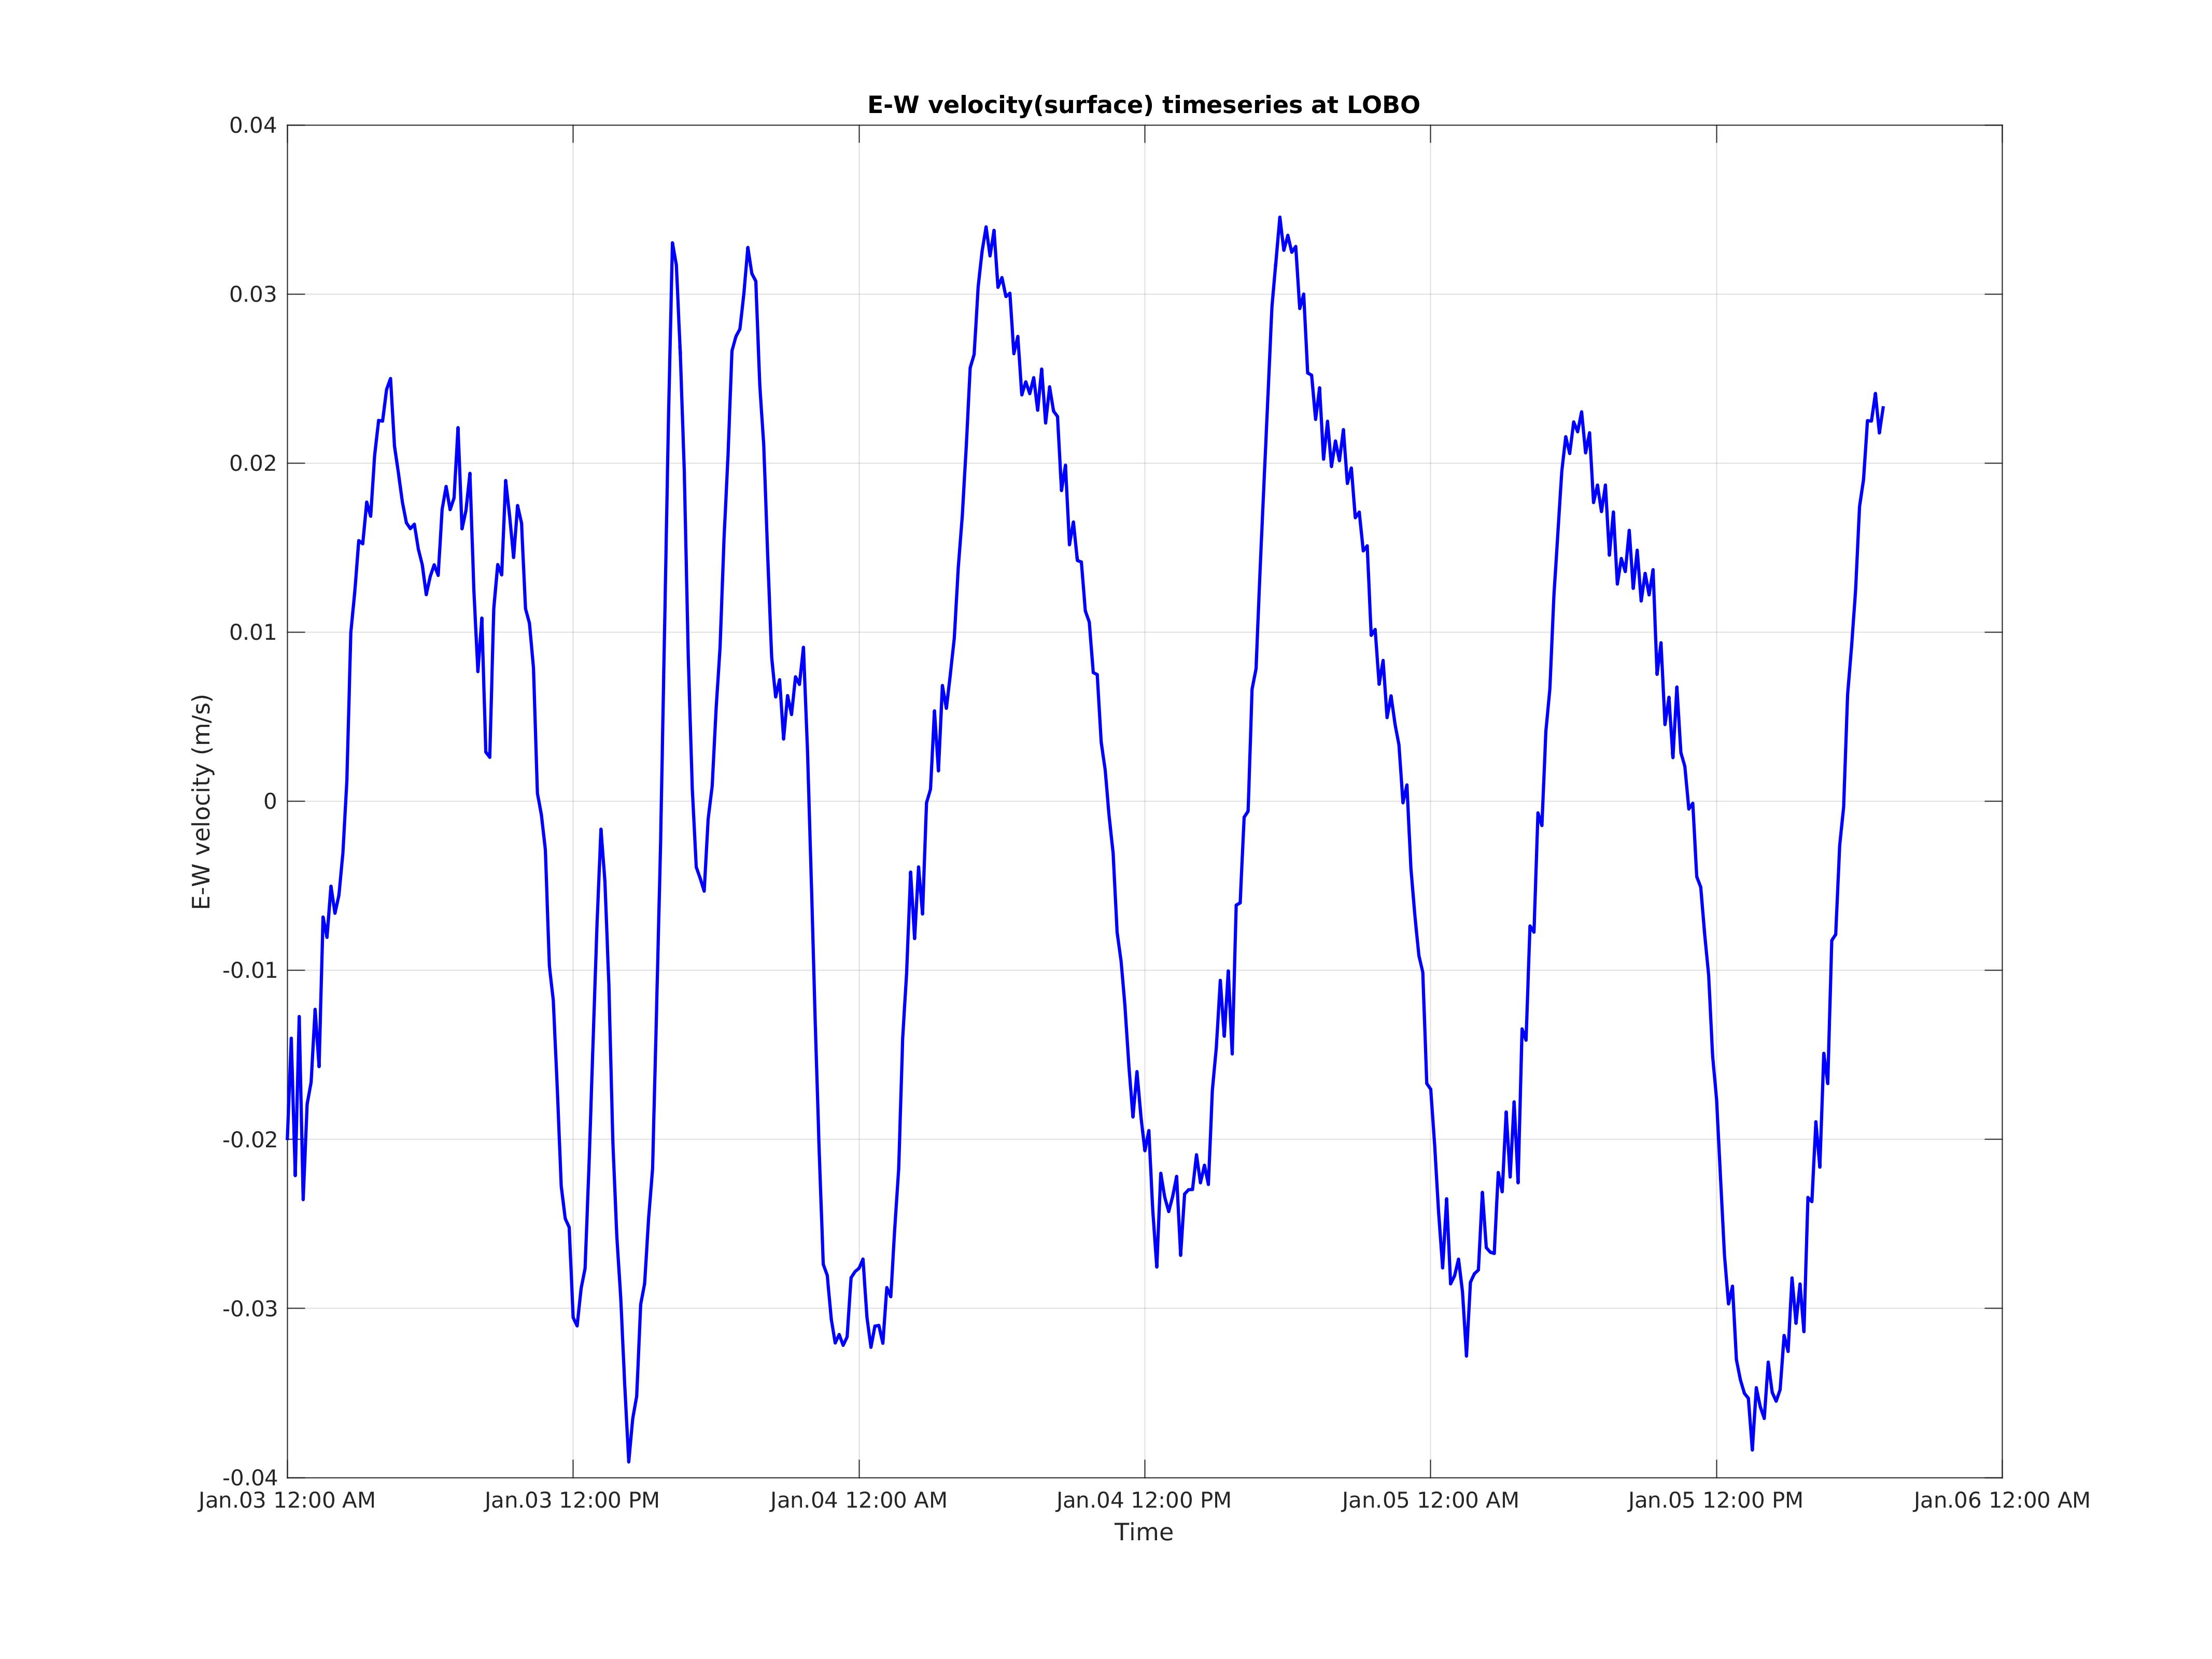 E-W velocity(surface) timeseries at LOBO
0.04
0.03
0.02
0.01
0
-0.01
-0.02
-0.03
-0.04
E-W velocity (m/s)
Jan.03 12:00 AM Jan.03 12:00 PM Jan.04 12:00 AM Jan.04 12:00 PM Jan.05 12:00 AM Jan.05 12:00 PM Jan.06 12:00 AM
Time